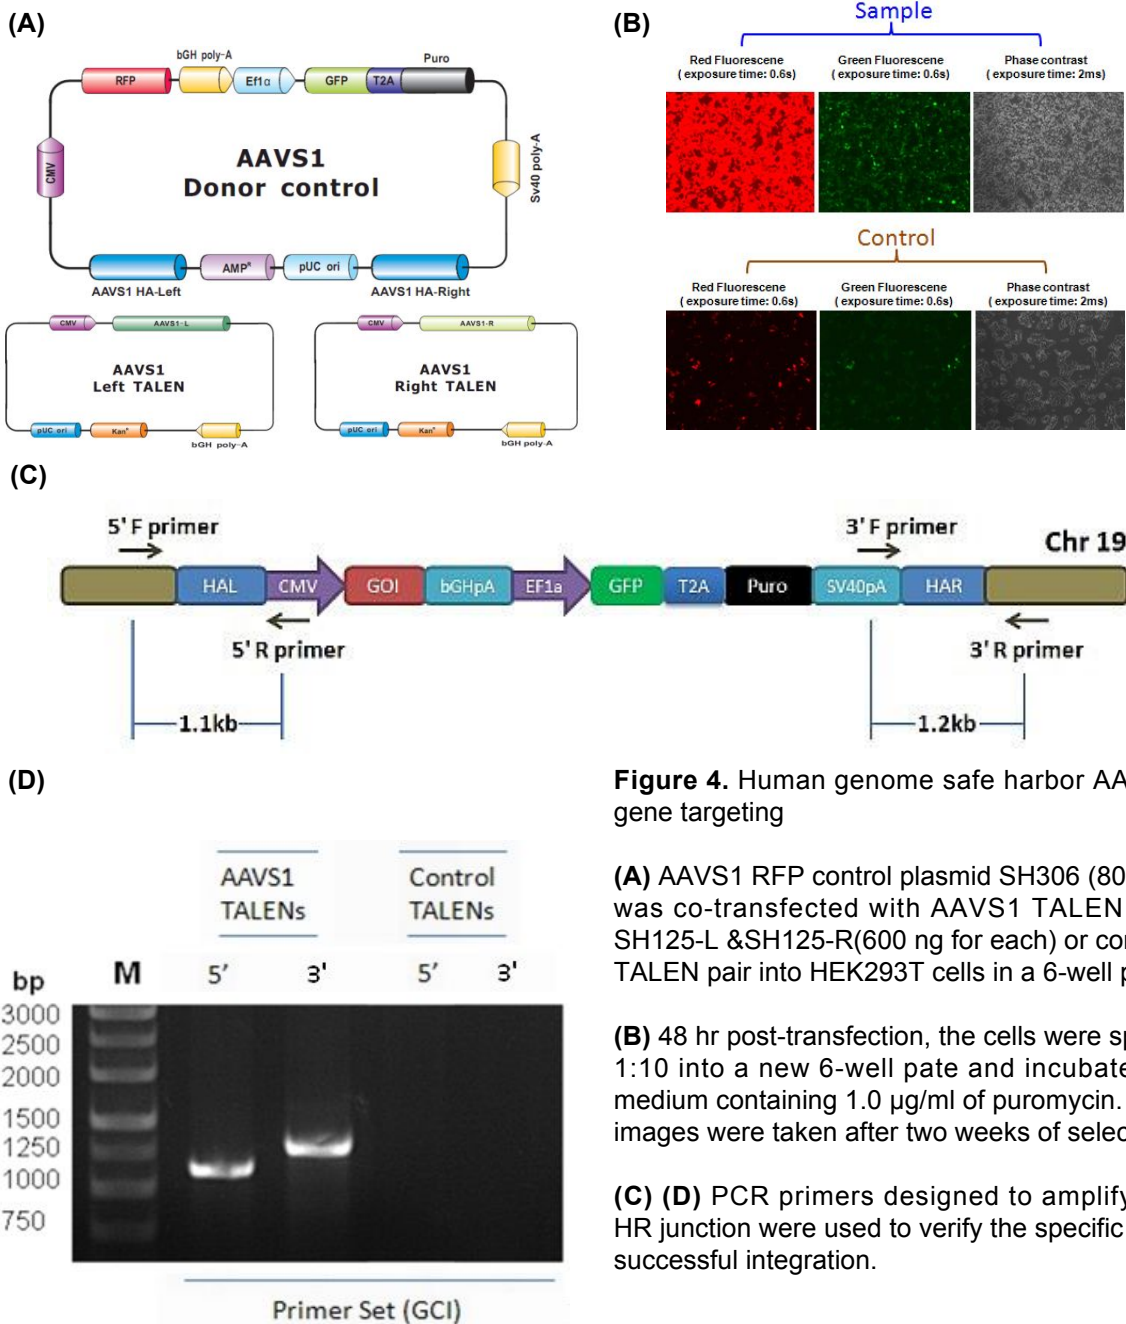 (A)
bGH poly-A
Puro
RFP
Ef1α
GFP
T2A
CMV
AAVS1
Donor control
Sv40 poly-A
AMPR
pUC ori
AAVS1 HA-Left
AAVS1 HA-Right
CMV
AAVS1-L
AAVS1
Left TALEN
pUC ori
KanR
bGH poly-A
CMV
AAVS1-R
AAVS1
Right TALEN
pUC ori
KanR
bGH poly-A
(B)
Sample
Red Fluorescene
( exposure time: 0.6s)
Green Fluorescene
( exposure time: 0.6s)
Phase contrast
( exposure time: 2ms)
Control
Red Fluorescene
( exposure time: 0.6s)
Green Fluorescene
( exposure time: 0.6s)
Phase contrast
( exposure time: 2ms)
(C)
5' F primer
3' F primer
Chr 19
HAL
CMV
GOI
bGHpA
EF1a
GFP
T2A
Puro
SV40pA
HAR
5' R primer
3' R primer
1.1kb
1.2kb
(D)
AAVS1
TALENs
Control
TALENs
bp
M
5'
3'
5'
3'
3000
2500
2000
1500
1250
1000
750
Primer Set (GCI)
Figure 4. Human genome safe harbor AA
gene targeting
(A) AAVS1 RFP control plasmid SH306 (80
was co-transfected with AAVS1 TALEN
SH125-L &SH125-R(600 ng for each) or con
TALEN pair into HEK293T cells in a 6-well p
(B) 48 hr post-transfection, the cells were sp
1:10 into a new 6-well pate and incubate
medium containing 1.0 µg/ml of puromycin.
images were taken after two weeks of selec
(C) (D) PCR primers designed to amplify
HR junction were used to verify the specific
successful integration.